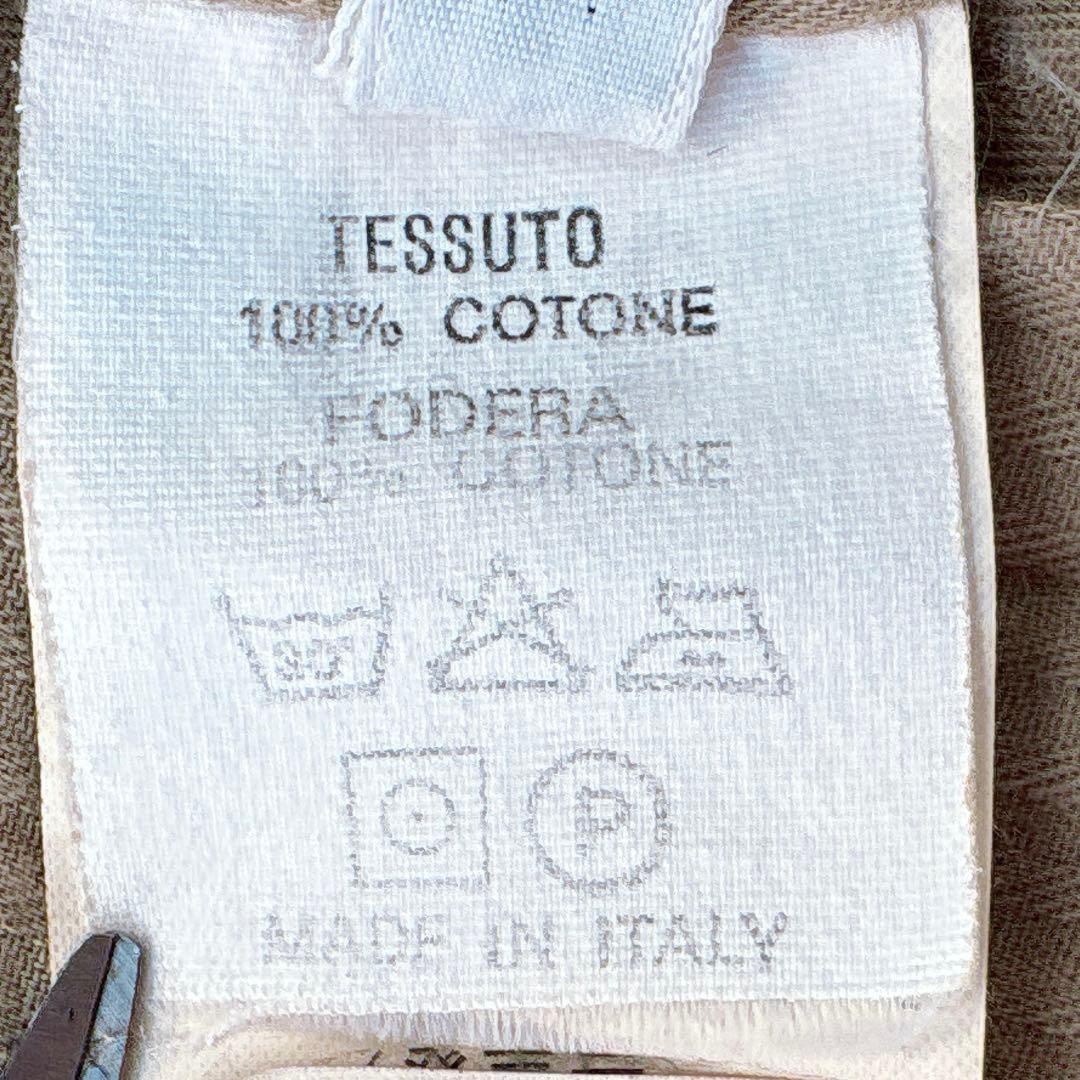 TESSUTO
100% COTONE
FODERA
100% COTONE
P
MADE IN ITALY